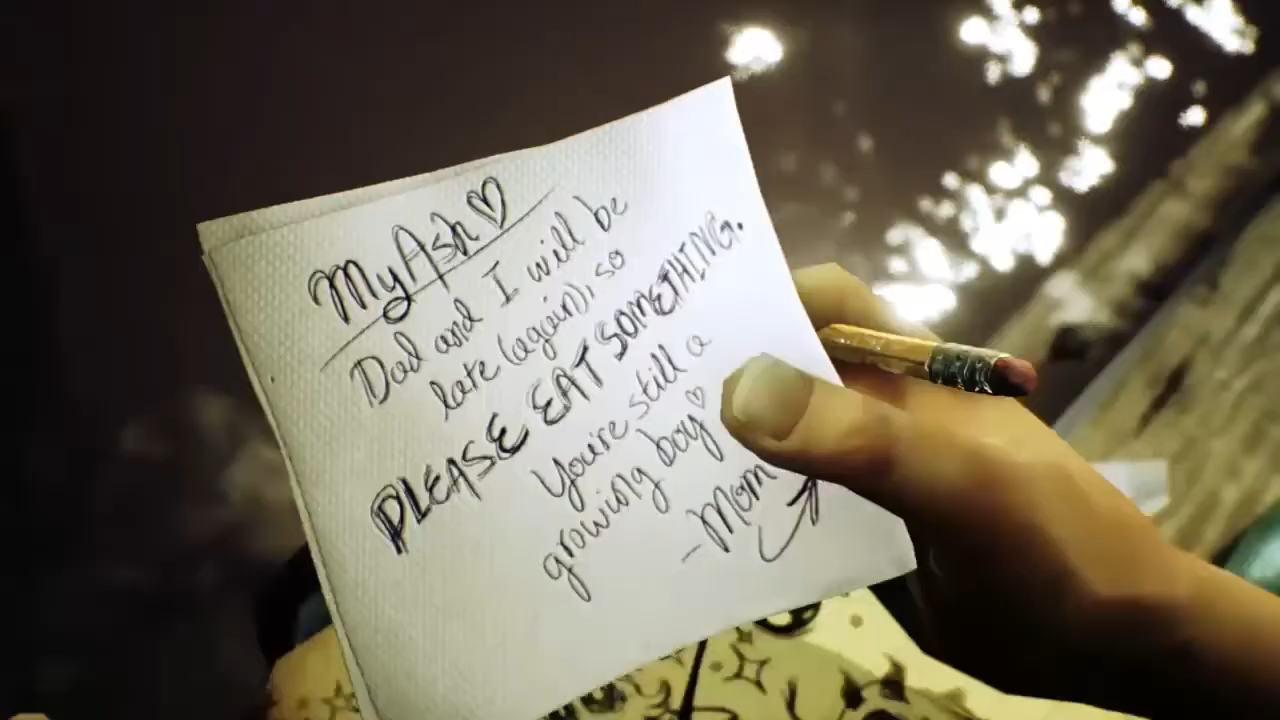 My Ash ♡
Dad and I will be
late (again), so
PLEASE EAT SOMETHING.
You're still a
growing boy ♡
-Mom